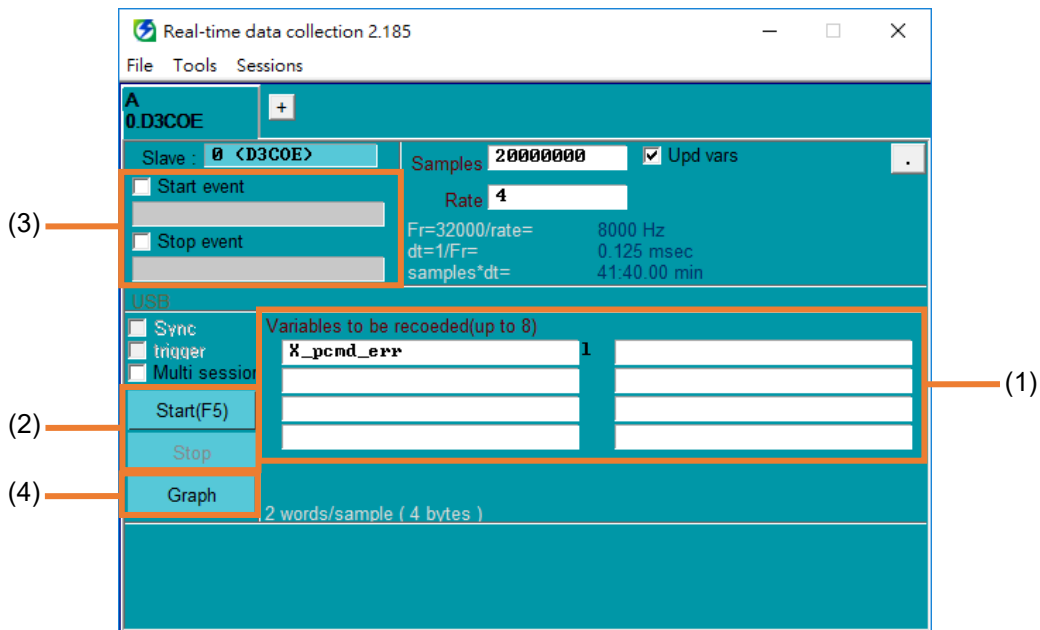 Real-time data collection 2.185
File Tools Sessions
A
0.D3COE
+
Slave : 0 <D3COE>
Samples 20000000
Upd vars
.
(3)
Start event
Rate 4
Stop event
Fr=32000/rate= 8000 Hz
dt=1/Fr= 0.125 msec
samples*dt= 41:40.00 min
USB
Sync
trigger
Multi session
Variables to be recoeded(up to 8)
X_pcmd_err 1
(1)
(2)
Start(F5)
Stop
(4)
Graph
2 words/sample ( 4 bytes )